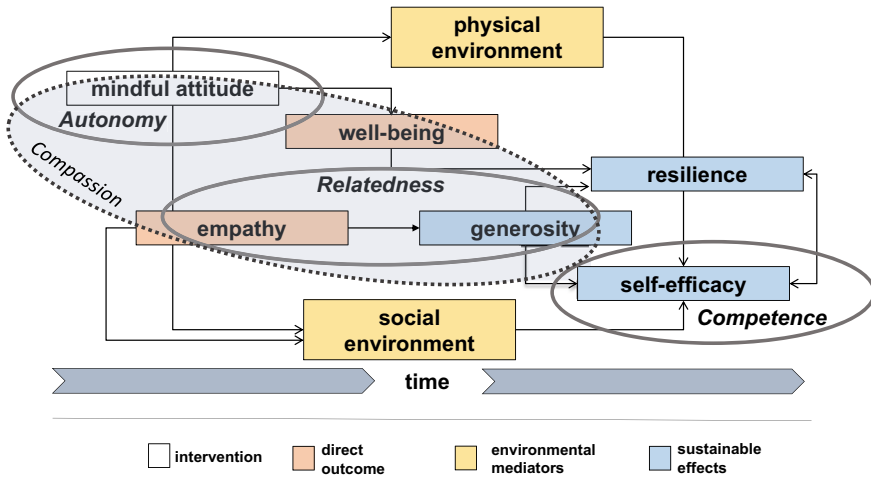 physical
environment
mindful attitude
Autonomy
well-being
Compassion
Relatedness
resilience
empathy
generosity
self-efficacy
social
environment
Competence
time
intervention
direct
outcome
environmental
mediators
sustainable
effects